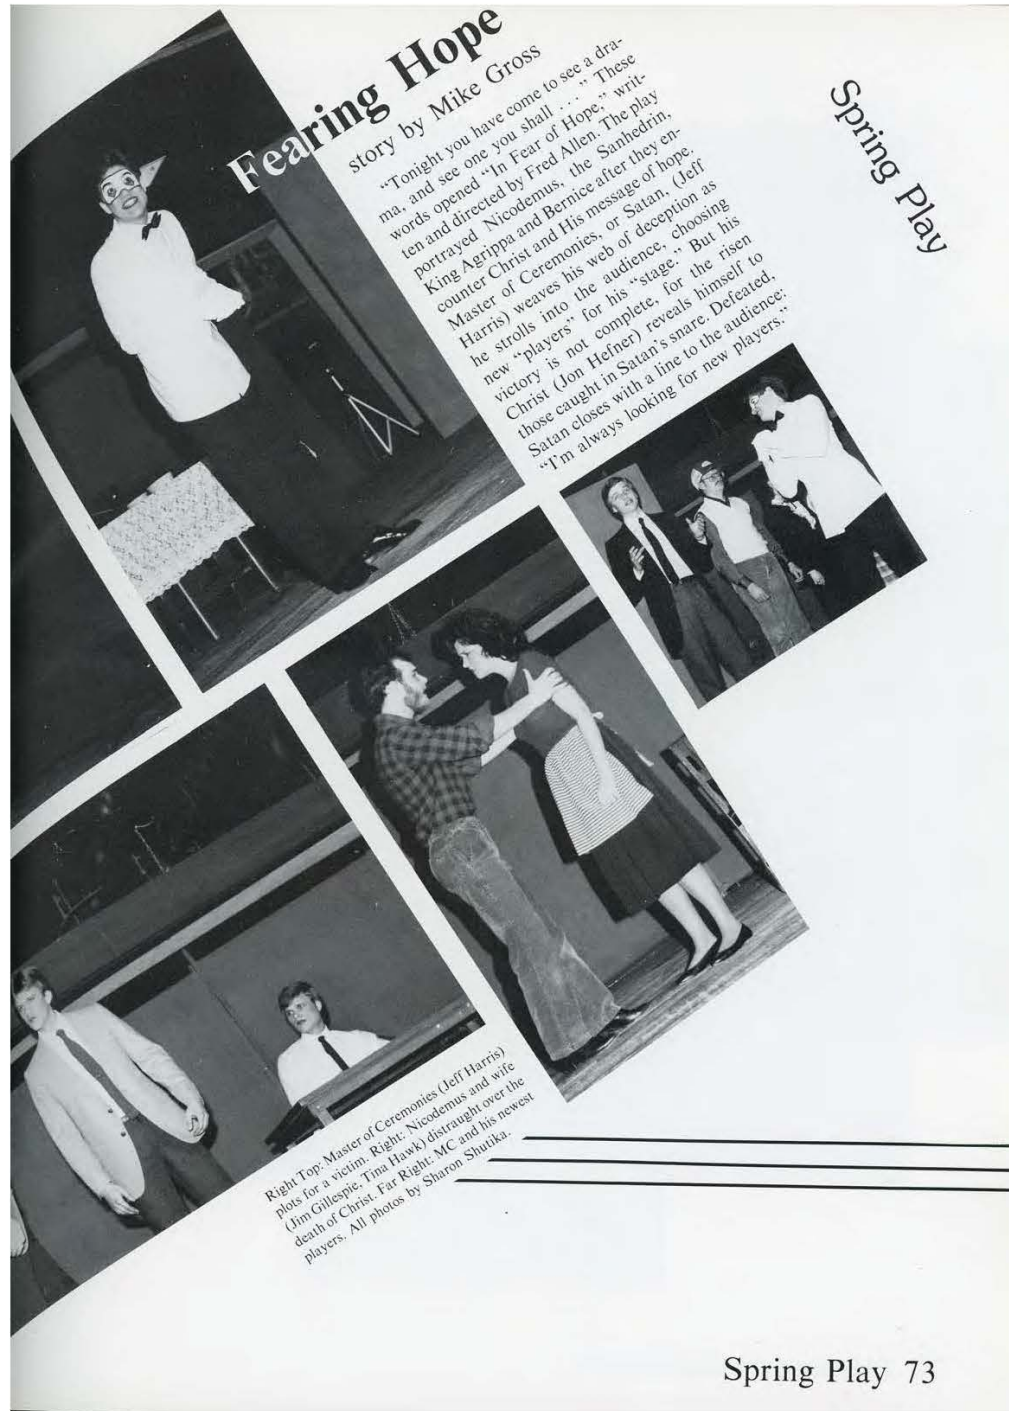 Fearing Hope
story by Mike Gross
"Tonight you have come to see a dra-
ma, and see one you shall . . ." These
words opened "In Fear of Hope," writ-
ten and directed by Fred Allen. The play
portrayed Nicodemus, the Sanhedrin,
King Agrippa and Bernice after they en-
counter Christ and His message of hope.
Master of Ceremonies, or Satan, (Jeff
Harris) weaves his web of deception as
he strolls into the audience, choosing
new "players" for his "stage." But his
victory is not complete, for the risen
Christ (Jon Hefner) reveals himself to
those caught in Satan's snare. Defeated,
Satan closes with a line to the audience:
"I'm always looking for new players."
Spring Play
Right Top: Master of Ceremonies (Jeff Harris)
plots for a victim. Right: Nicodemus and wife
(Jim Gillespie, Tina Hawk) distraught over the
death of Christ. Far Right: MC and his newest
players. All photos by Sharon Shutika.
Spring Play 73